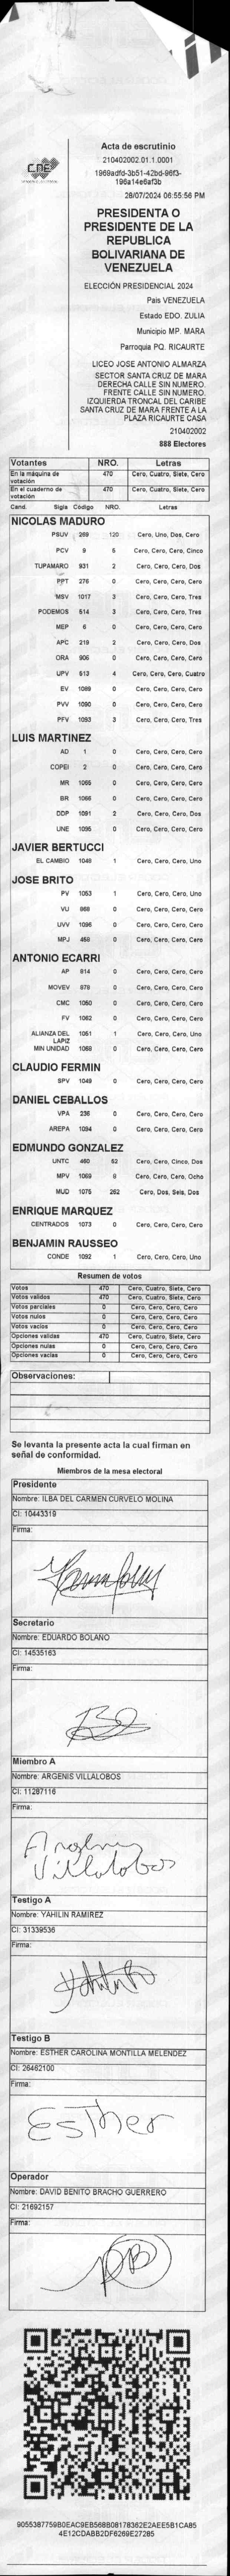 CNE
Acta de escrutinio
210402002.01.1.0001
1969adfd-3b51-42bd-96f3-
196a14e6af3b
28/07/2024 06:55:56 PM
PRESIDENTA O
PRESIDENTE DE LA
REPUBLICA
BOLIVARIANA DE
VENEZUELA
ELECCIÓN PRESIDENCIAL 2024
Pais VENEZUELA
Estado EDO. ZULIA
Municipio MP. MARA
Parroquia PQ. RICAURTE
LICEO JOSE ANTONIO ALMARZA
SECTOR SANTA CRUZ DE MARA
DERECHA CALLE SIN NUMERO.
FRENTE CALLE SIN NUMERO.
IZQUIERDA TRONCAL DEL CARIBE
SANTA CRUZ DE MARA FRENTE A LA
PLAZA RICAURTE CASA
210402002
888 Electores
Votantes NRO. Letras
En la máquina de votación 470 Cero, Cuatro, Siete, Cero
En el cuaderno de votación 470 Cero, Cuatro, Siete, Cero
Cand. Sigla Código NRO. Letras
NICOLAS MADURO
PSUV 269 120 Cero, Uno, Dos, Cero
PCV 9 5 Cero, Cero, Cero, Cinco
TUPAMARO 931 2 Cero, Cero, Cero, Dos
PPT 276 0 Cero, Cero, Cero, Cero
MSV 1017 3 Cero, Cero, Cero, Tres
PODEMOS 514 3 Cero, Cero, Cero, Tres
MEP 6 0 Cero, Cero, Cero, Cero
APC 219 2 Cero, Cero, Cero, Dos
ORA 906 0 Cero, Cero, Cero, Cero
UPV 513 4 Cero, Cero, Cero, Cuatro
EV 1089 0 Cero, Cero, Cero, Cero
PVV 1090 0 Cero, Cero, Cero, Cero
PFV 1093 3 Cero, Cero, Cero, Tres
LUIS MARTINEZ
AD 1 0 Cero, Cero, Cero, Cero
COPEI 2 0 Cero, Cero, Cero, Cero
MR 1065 0 Cero, Cero, Cero, Cero
BR 1066 0 Cero, Cero, Cero, Cero
DDP 1091 2 Cero, Cero, Cero, Dos
UNE 1095 0 Cero, Cero, Cero, Cero
JAVIER BERTUCCI
EL CAMBIO 1048 1 Cero, Cero, Cero, Uno
JOSE BRITO
PV 1053 1 Cero, Cero, Cero, Uno
VU 868 0 Cero, Cero, Cero, Cero
UVV 1096 0 Cero, Cero, Cero, Cero
MPJ 458 0 Cero, Cero, Cero, Cero
ANTONIO ECARRI
AP 814 0 Cero, Cero, Cero, Cero
MOVEV 878 0 Cero, Cero, Cero, Cero
CMC 1050 0 Cero, Cero, Cero, Cero
FV 1062 0 Cero, Cero, Cero, Cero
ALIANZA DEL LAPIZ 1051 1 Cero, Cero, Cero, Uno
MIN UNIDAD 1069 0 Cero, Cero, Cero, Cero
CLAUDIO FERMIN
SPV 1049 0 Cero, Cero, Cero, Cero
DANIEL CEBALLOS
VPA 236 0 Cero, Cero, Cero, Cero
AREPA 1094 0 Cero, Cero, Cero, Cero
EDMUNDO GONZALEZ
UNTC 460 52 Cero, Cero, Cinco, Dos
MPV 1069 8 Cero, Cero, Cero, Ocho
MUD 1075 262 Cero, Dos, Seis, Dos
ENRIQUE MARQUEZ
CENTRADOS 1073 0 Cero, Cero, Cero, Cero
BENJAMIN RAUSSEO
CONDE 1092 1 Cero, Cero, Cero, Uno
Resumen de votos
Votos 470 Cero, Cuatro, Siete, Cero
Votos validos 470 Cero, Cuatro, Siete, Cero
Votos parciales 0 Cero, Cero, Cero, Cero
Votos nulos 0 Cero, Cero, Cero, Cero
Votos vacios 0 Cero, Cero, Cero, Cero
Opciones validas 470 Cero, Cuatro, Siete, Cero
Opciones nulas 0 Cero, Cero, Cero, Cero
Opciones vacias 0 Cero, Cero, Cero, Cero
Observaciones:
Se levanta la presente acta la cual firman en
señal de conformidad.
Miembros de la mesa electoral
Presidente
Nombre: ILBA DEL CARMEN CURVELO MOLINA
CI: 10443319
Firma:
Secretario
Nombre: EDUARDO BOLANO
CI: 14535163
Firma:
Miembro A
Nombre: ARGENIS VILLALOBOS
CI: 11287116
Firma:
Argenis
Villalobos
Testigo A
Nombre: YAHILIN RAMIREZ
CI: 31339536
Firma:
Testigo B
Nombre: ESTHER CAROLINA MONTILLA MELENDEZ
CI: 26462100
Firma:
Esther
Operador
Nombre: DAVID BENITO BRACHO GUERRERO
CI: 21692157
Firma:
9055387759B0EAC9EB568B08178362E2AEE5B1CA85
4E12CDABB2DF6269E27285